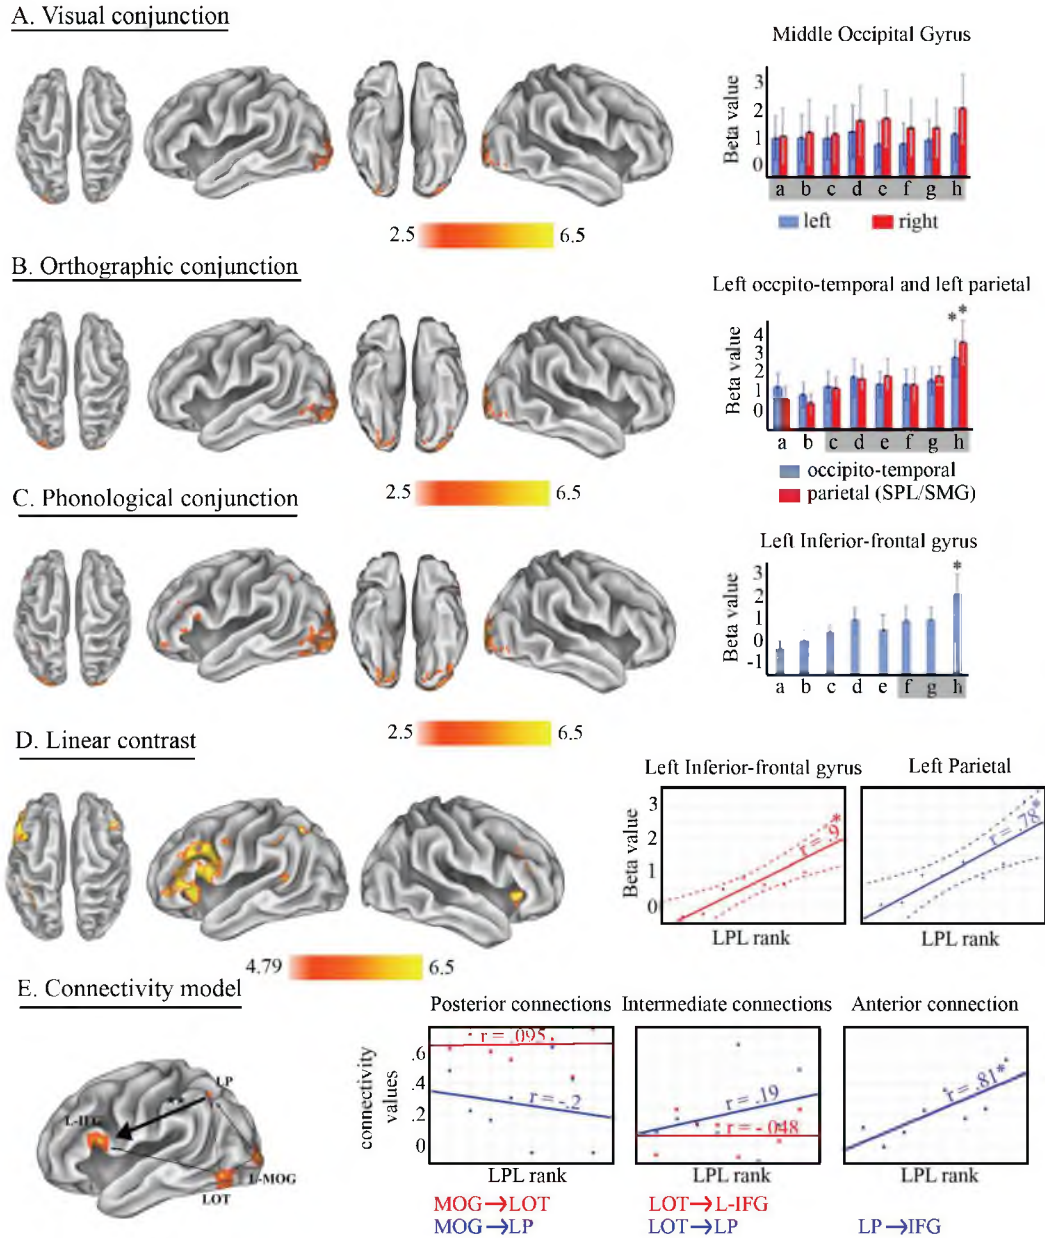 A. Visual conjunction
Middle Occipital Gyrus
Beta value
3
2
1
0
a b c d e f g h
left right
2.5 6.5
B. Orthographic conjunction
Left occpito-temporal and left parietal
* *
Beta value
4
3
2
1
0
a b c d e f g h
occipito-temporal
parietal (SPL/SMG)
2.5 6.5
C. Phonological conjunction
Left Inferior-frontal gyrus
*
Beta value
3
2
1
0
-1
a b c d e f g h
2.5 6.5
D. Linear contrast
Left Inferior-frontal gyrus Left Parietal
Beta value
3
2
1
0
r = .9*
r = .78*
LPL rank LPL rank
4.79 6.5
E. Connectivity model
LP
**
L-IFG
L-MOG
LOT
Posterior connections Intermediate connections Anterior connection
connectivity values
.6
.4
.2
0
r = .095
r = -.2
r = .19
r = -.048
r = .81*
LPL rank LPL rank LPL rank
MOG→LOT LOT→L-IFG
MOG→LP LOT→LP LP→IFG